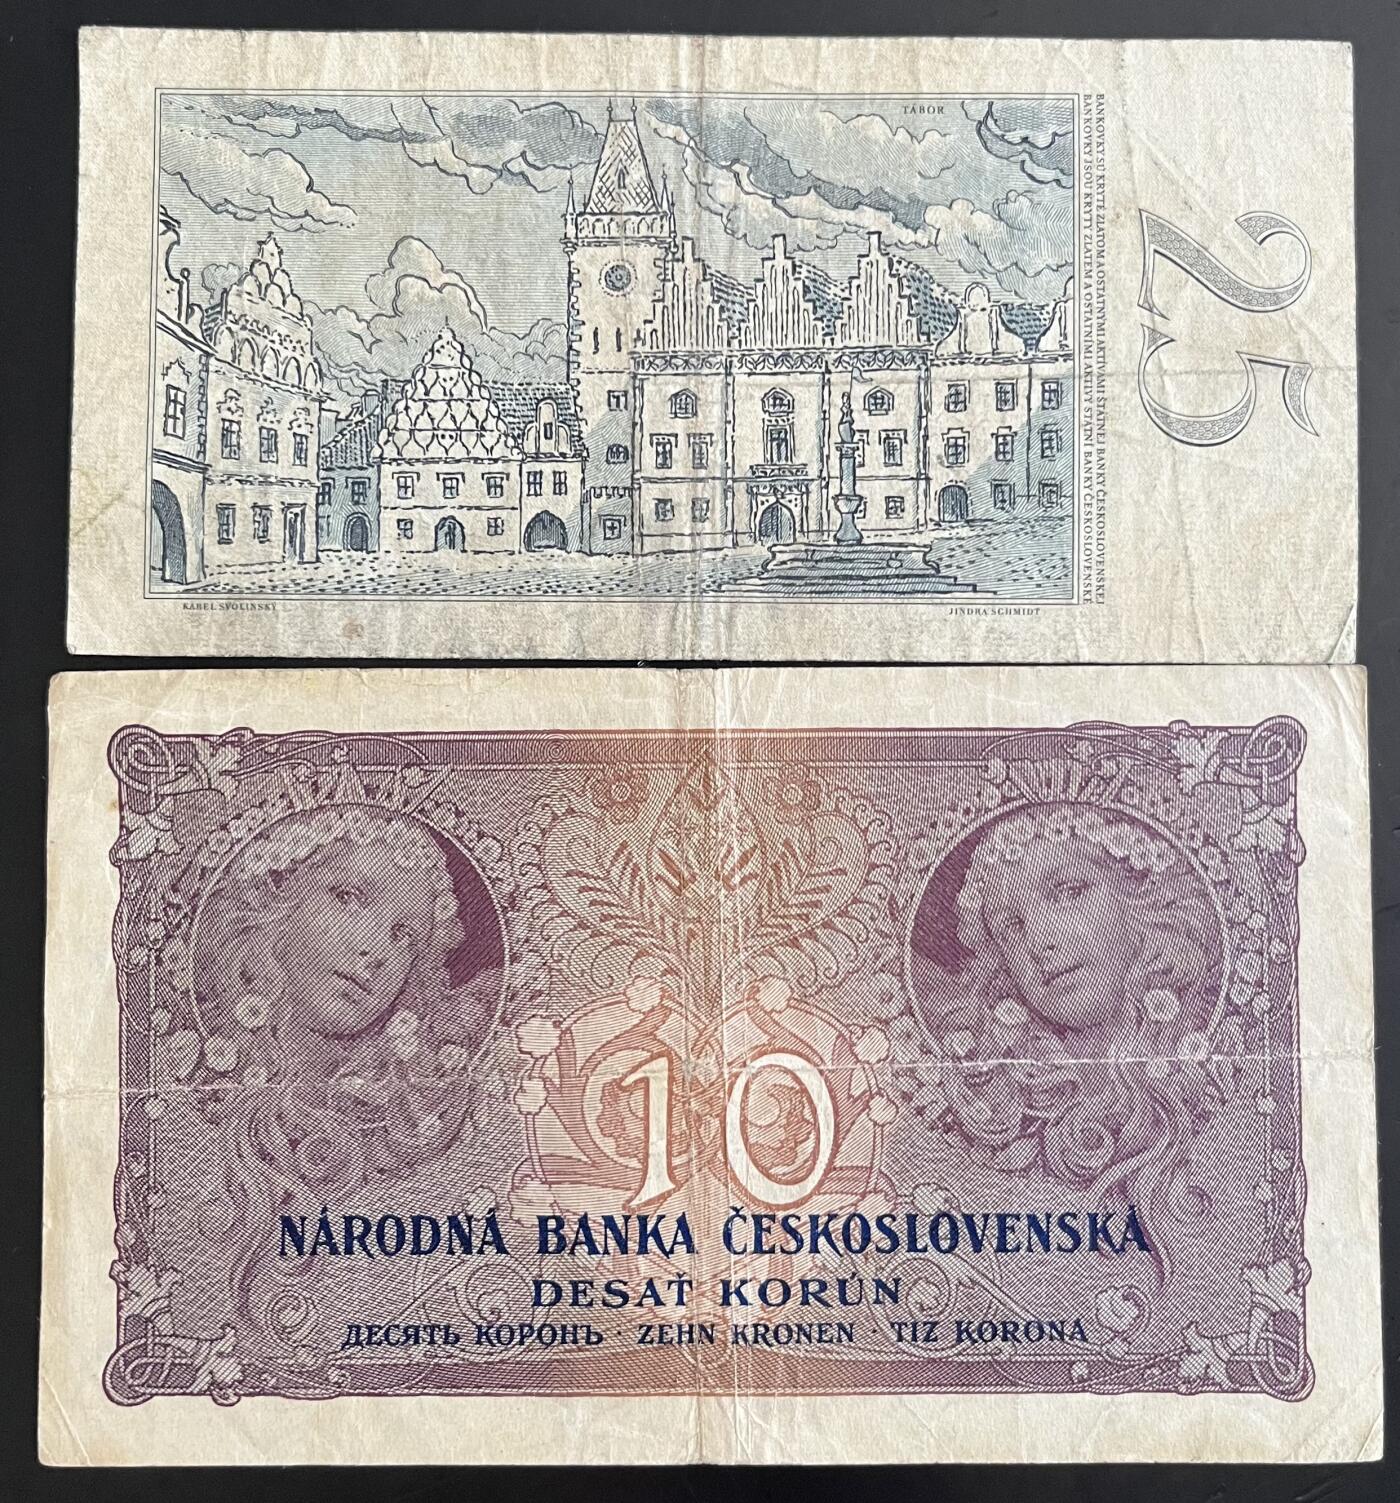 TÁBOR
BANKOVKY SÚ KRYTÉ ZLATOM A OSTATNÝMI AKTÍVAMI ŠTÁTNEJ BANKY ČESKOSLOVENSKEJ
BANKOVKY JSOU KRYTY ZLATEM A OSTATNÍMI AKTIVY STÁTNÍ BANKY ČESKOSLOVENSKÉ
25
KAREL SVOLINSKÝ
JINDRA SCHMIDT
10
NÁRODNÁ BANKA ČESKOSLOVENSKÁ
DESAŤ KORÚN
ДЕСЯТЬ КОРОНЪ · ZEHN KRONEN · TIZ KORONA